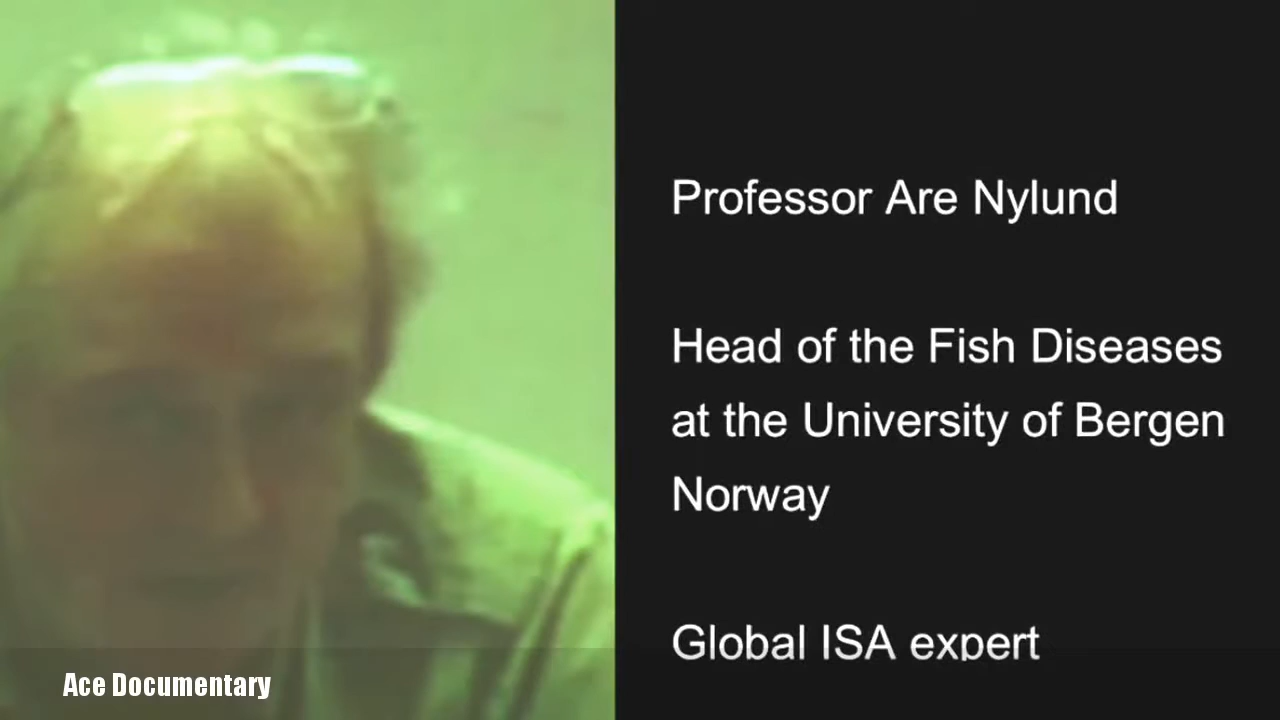 Professor Are Nylund
Head of the Fish Diseases
at the University of Bergen
Norway
Global ISA expert
Ace Documentary